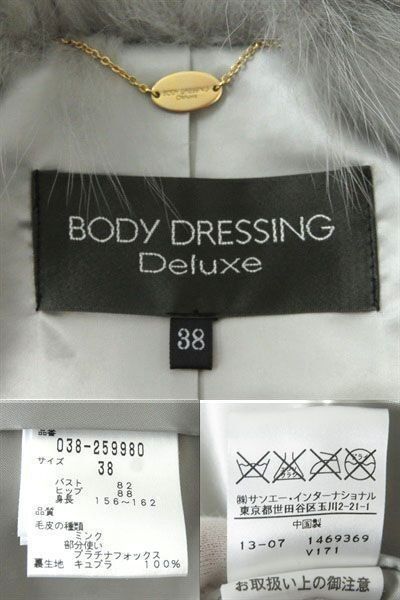 BODY DRESSING
Deluxe
BODY DRESSING
Deluxe
38
品番
038-259980
サイズ
38
バスト 82
ヒップ 88
身長 156~162
品質
毛皮の種類
ミンク
部分使い
プラチナフォックス
裏生地 キュプラ 100%
㈱サンエー・インターナショナル
東京都世田谷区玉川2-21-1
中国製
13-07 1469369
V171
お取扱い上の御注意